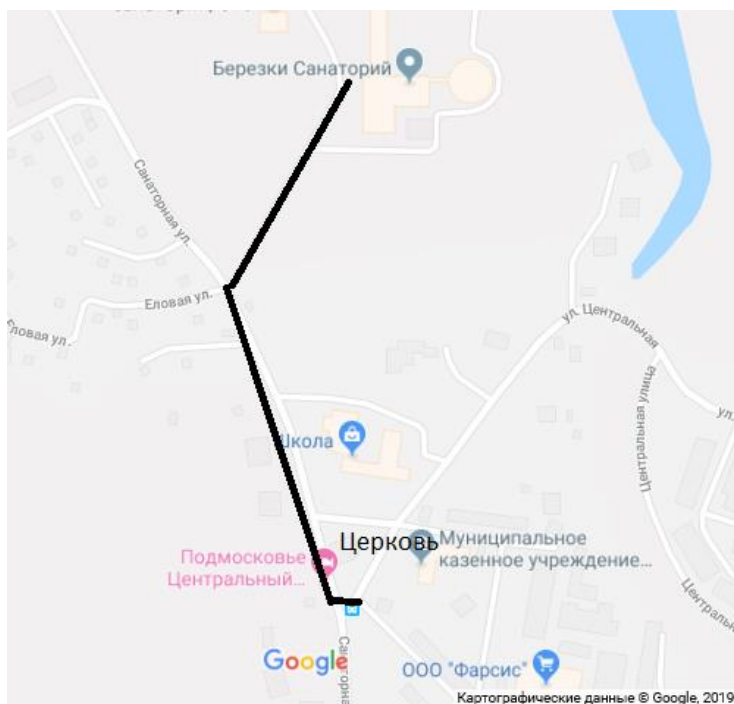 Березки Санаторий
Санаторная ул.
Еловая ул.
Еловая ул.
ул. Центральная
Центральная улица
ул.
Школа
Церковь
Муниципальное
казенное учреждение...
Подмосковье
Центральный...
Google
ООО "Фарсис"
Картографические данные © Google, 2019